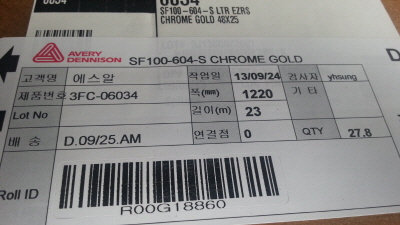 0034
0034
SF100-604-S LTR EZRS
CHROME GOLD 48X25
AVERY DENNISON SF100-604-S CHROME GOLD
고객명 에스알 작업일 13/09/24 검사자 yhsung
제품번호 3FC-06034 폭(mm) 1220 기타
Lot No 길이(m) 23
배송 D.09/25.AM 연결점 0 QTY 27.8
Roll ID
R00G18860